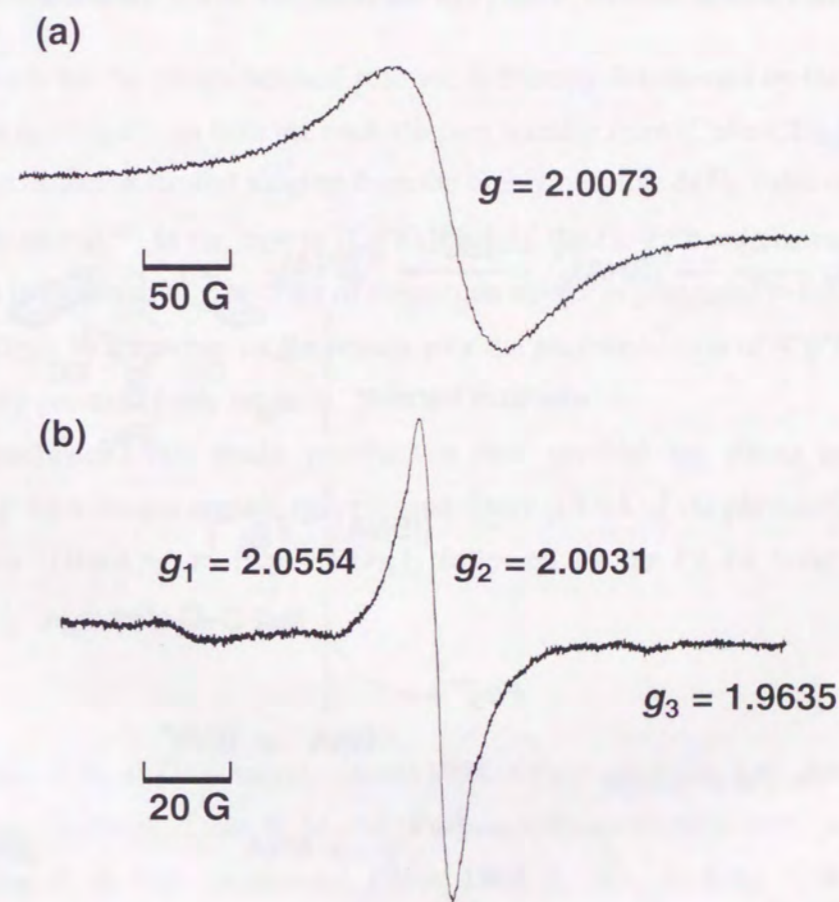 (a)
g = 2.0073
50 G
(b)
g₁ = 2.0554
g₂ = 2.0031
g₃ = 1.9635
20 G